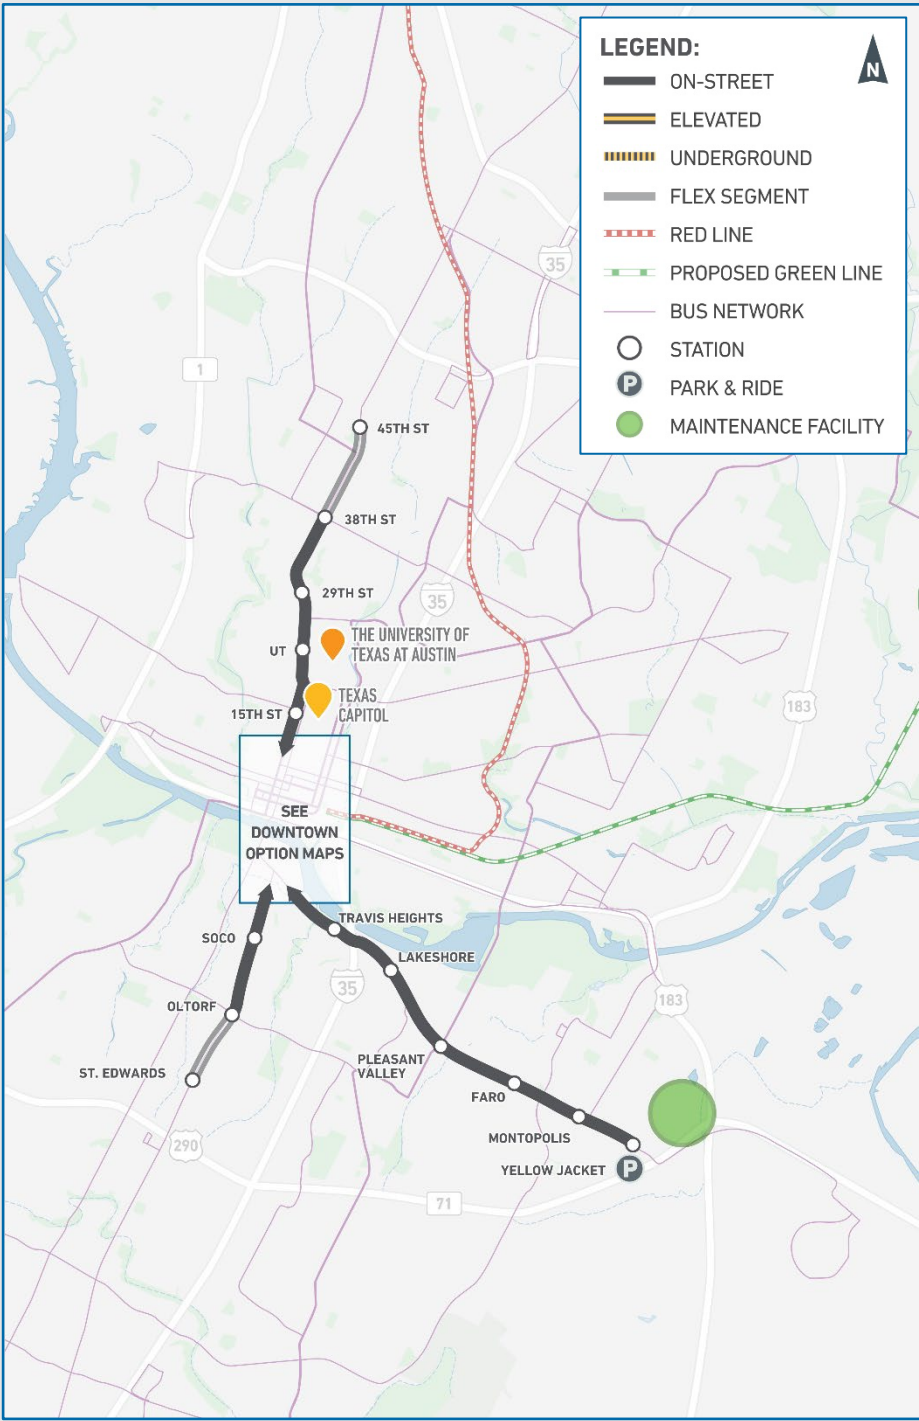 LEGEND:
N
ON-STREET
ELEVATED
UNDERGROUND
FLEX SEGMENT
RED LINE
PROPOSED GREEN LINE
BUS NETWORK
STATION
P
PARK & RIDE
MAINTENANCE FACILITY
35
1
45TH ST
38TH ST
29TH ST
35
UT
THE UNIVERSITY OF
TEXAS AT AUSTIN
TEXAS
CAPITOL
15TH ST
183
SEE
DOWNTOWN
OPTION MAPS
TRAVIS HEIGHTS
SOCO
LAKESHORE
35
183
OLTORF
PLEASANT
VALLEY
ST. EDWARDS
FARO
MONTOPOLIS
290
YELLOW JACKET
P
71